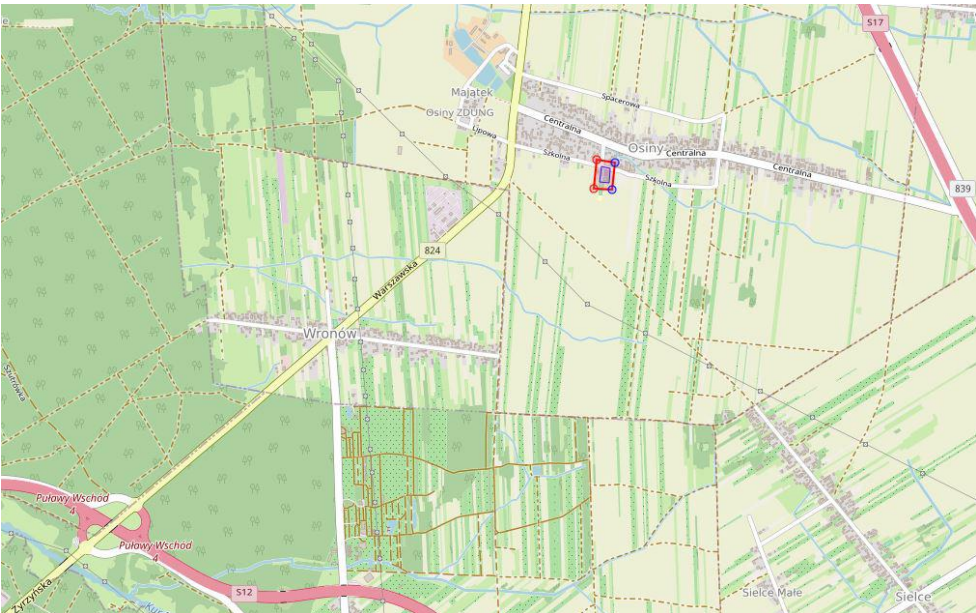 S17
Majątek
Osiny ZDUNG
Spacerowa
Centralna
Lipowa
Szkolna
Osiny
Centralna
Centralna
Szkolna
839
824
Warszawska
Wronów
Szutrówka
Puławy Wschód
4
Puławy Wschód
4
S12
Żyrzyńska
Sielce Małe
Sielce